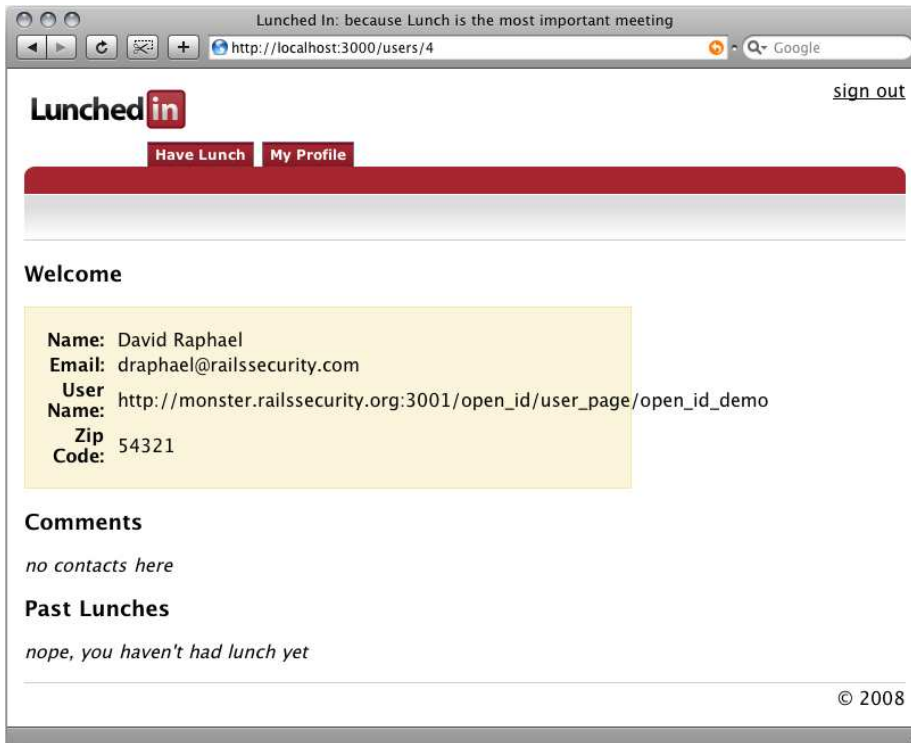 Lunched In: because Lunch is the most important meeting
http://localhost:3000/users/4
Google
sign out
Lunched in
Have Lunch My Profile
Welcome
Name: David Raphael
Email: draphael@railssecurity.com
User Name: http://monster.railssecurity.org:3001/open_id/user_page/open_id_demo
Zip Code: 54321
Comments
no contacts here
Past Lunches
nope, you haven't had lunch yet
© 2008